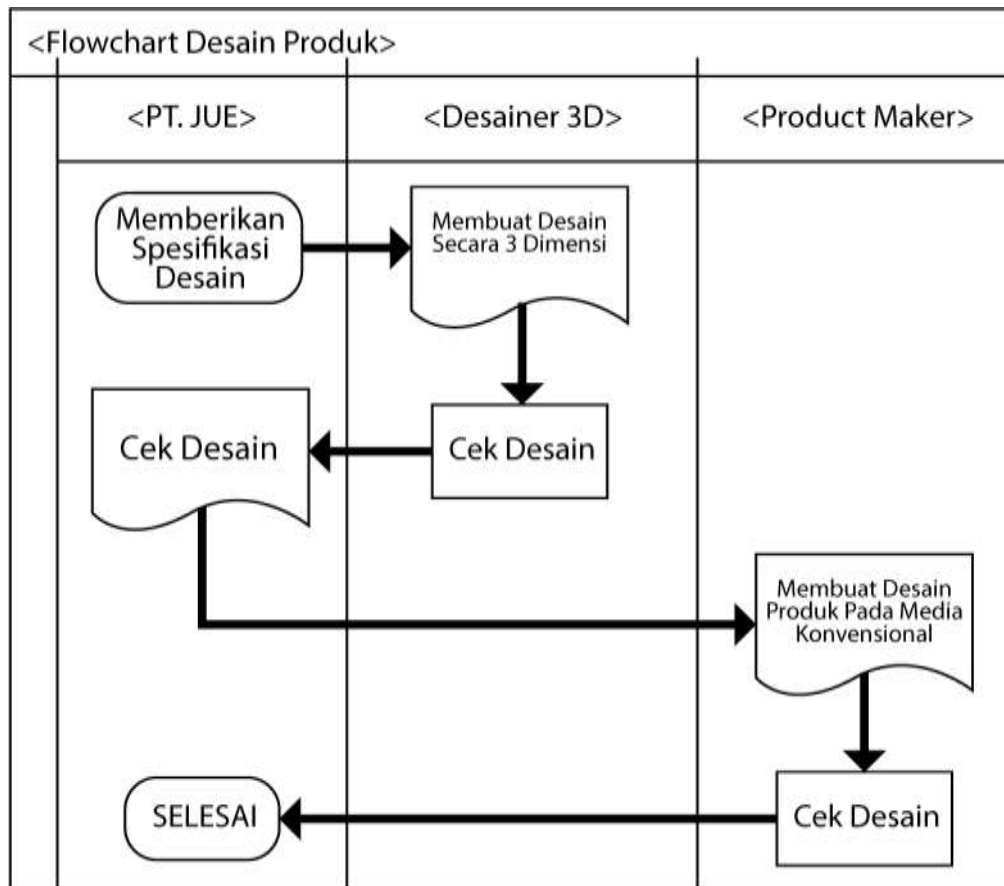 <Flowchart Desain Produk>
<PT. JUE>
<Desainer 3D>
<Product Maker>
Memberikan
Spesifikasi
Desain
Membuat Desain
Secara 3 Dimensi
Cek Desain
Cek Desain
Membuat Desain
Produk Pada Media
Konvensional
SELESAI
Cek Desain